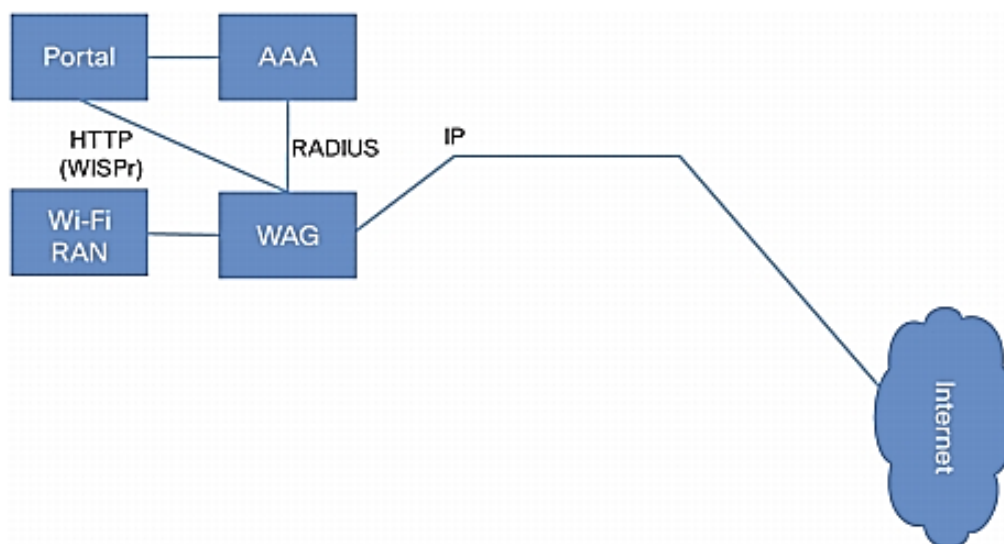 Portal
AAA
HTTP
(WISPr)
RADIUS
IP
Wi-Fi
RAN
WAG
Internet